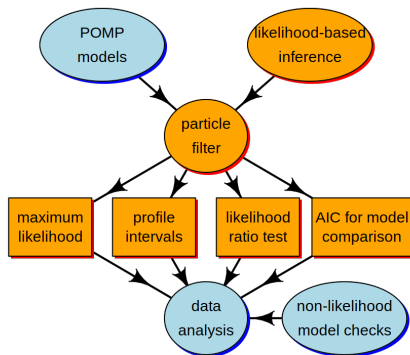 POMP
models
likelihood-based
inference
particle
filter
maximum
likelihood
profile
intervals
likelihood
ratio test
AIC for model
comparison
data
analysis
non-likelihood
model checks